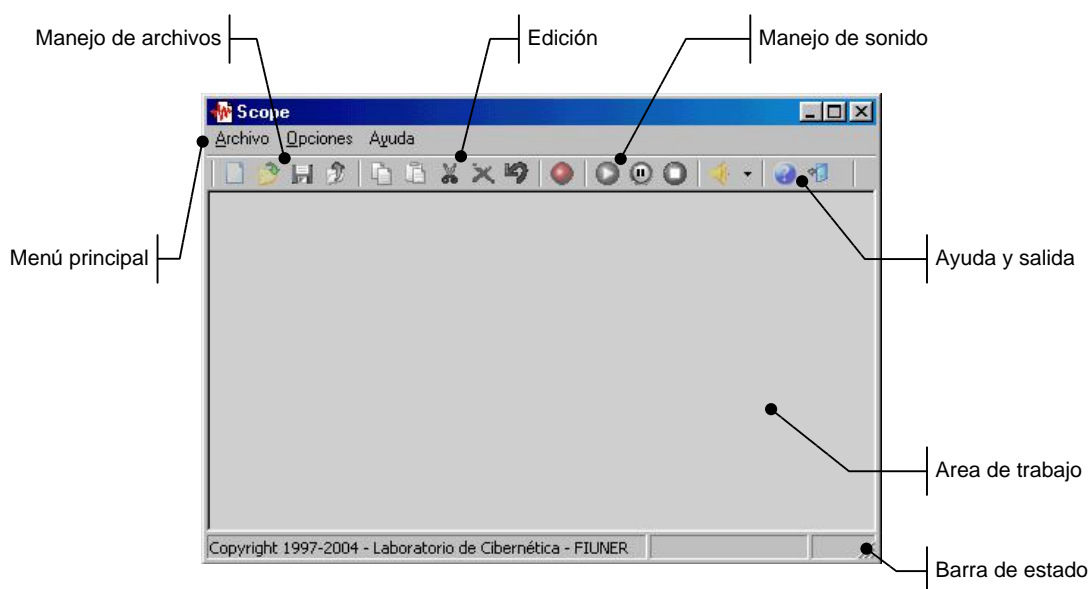 Manejo de archivos
Edición
Manejo de sonido
Scope
Archivo Opciones Ayuda
Menú principal
Ayuda y salida
Area de trabajo
Copyright 1997-2004 - Laboratorio de Cibernética - FIUNER
Barra de estado